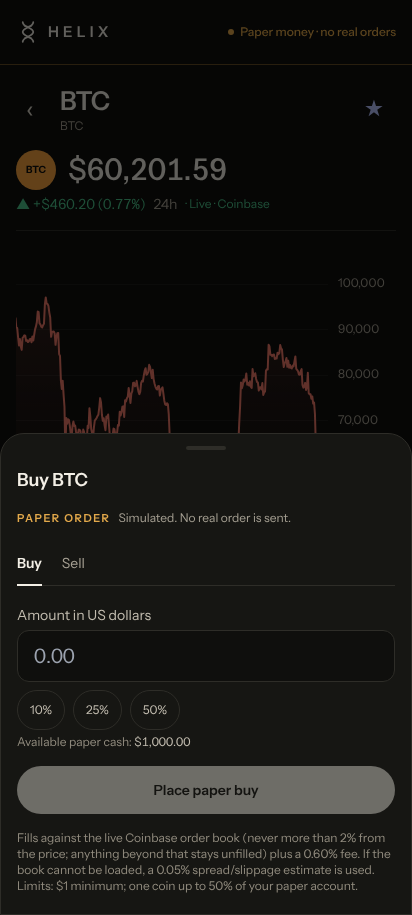 HELIX
Paper money · no real orders
BTC
BTC
BTC
$60,201.59
▲ +$460.20 (0.77%) 24h · Live · Coinbase
100,000
90,000
80,000
70,000
Buy BTC
PAPER ORDER Simulated. No real order is sent.
Buy Sell
Amount in US dollars
0.00
10% 25% 50%
Available paper cash: $1,000.00
Place paper buy
Fills against the live Coinbase order book (never more than 2% from
the price; anything beyond that stays unfilled) plus a 0.60% fee. If the
book cannot be loaded, a 0.05% spread/slippage estimate is used.
Limits: $1 minimum; one coin up to 50% of your paper account.